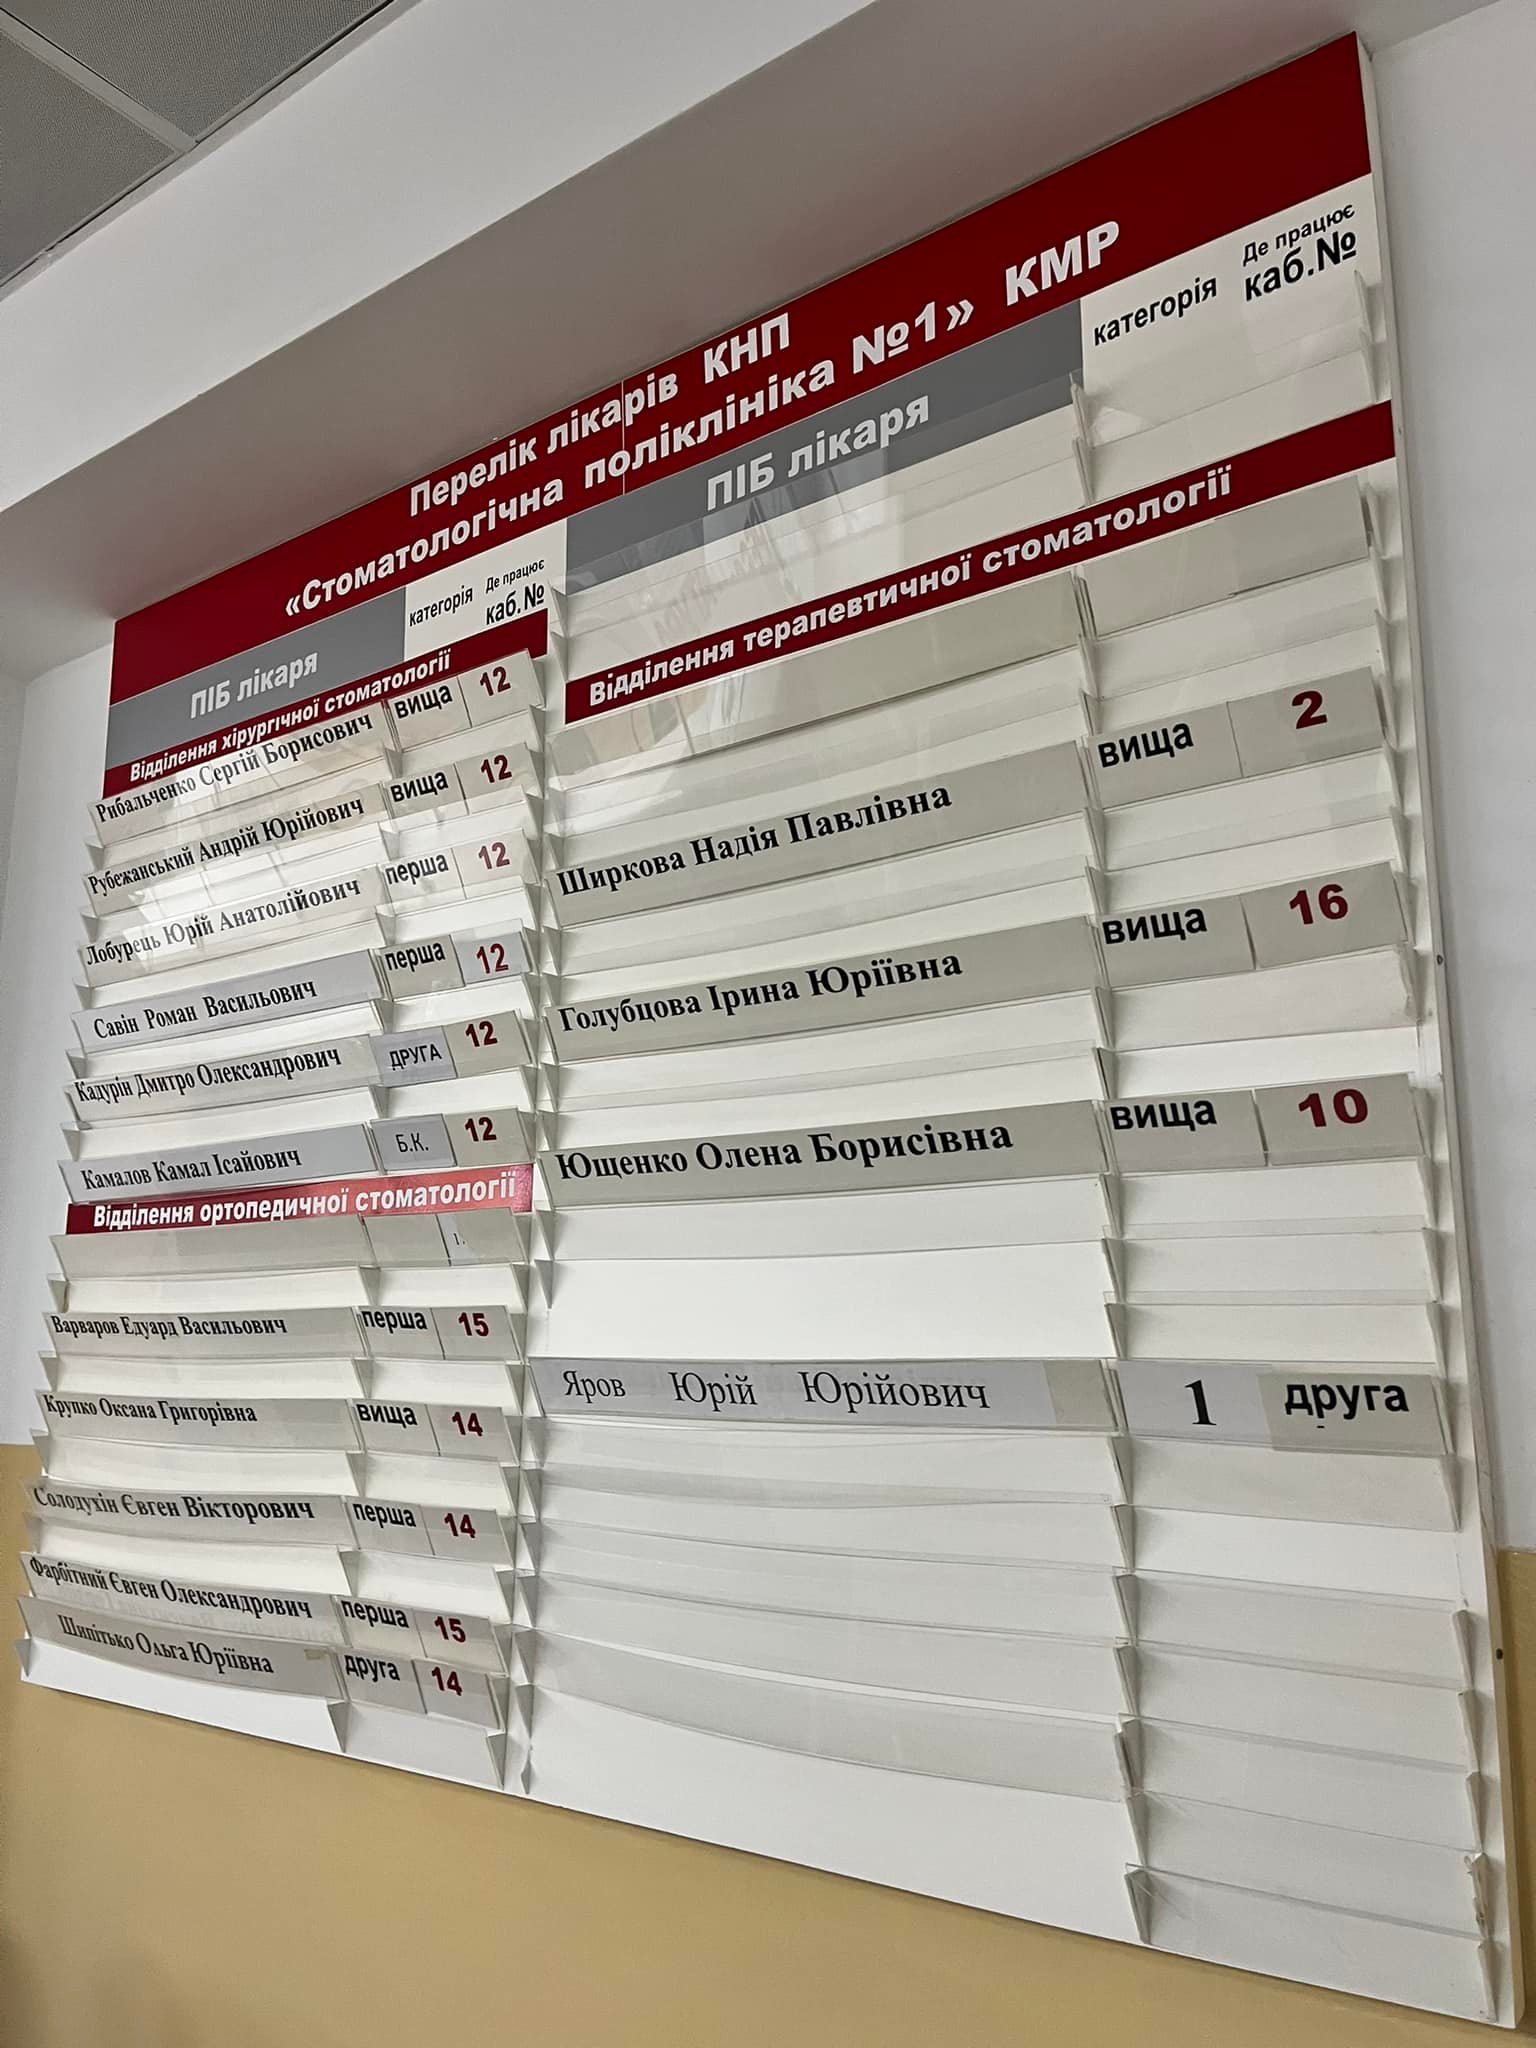 Перелік лікарів КНП
«Стоматологічна поліклініка №1» КМР
ПІБ лікаря категорія Де працює каб.№
Відділення хірургічної стоматології
Рибальченко Сергій Борисович вища 12
Рубежанський Андрій Юрійович вища 12
Лобурець Юрій Анатолійович перша 12
Савін Роман Васильович перша 12
Кадурін Дмитро Олександрович ДРУГА 12
Камалов Камал Ісайович Б.К. 12
Відділення ортопедичної стоматології
Варваров Едуард Васильович перша 15
Крупко Оксана Григорівна вища 14
Солодухін Євген Вікторович перша 14
Фарбітний Євген Олександрович перша 15
Шипітько Ольга Юріївна друга 14
ПІБ лікаря категорія Де працює каб.№
Відділення терапевтичної стоматології
Ширкова Надія Павлівна вища 2
Голубцова Ірина Юріївна вища 16
Ющенко Олена Борисівна вища 10
Яров Юрій Юрійович 1 друга